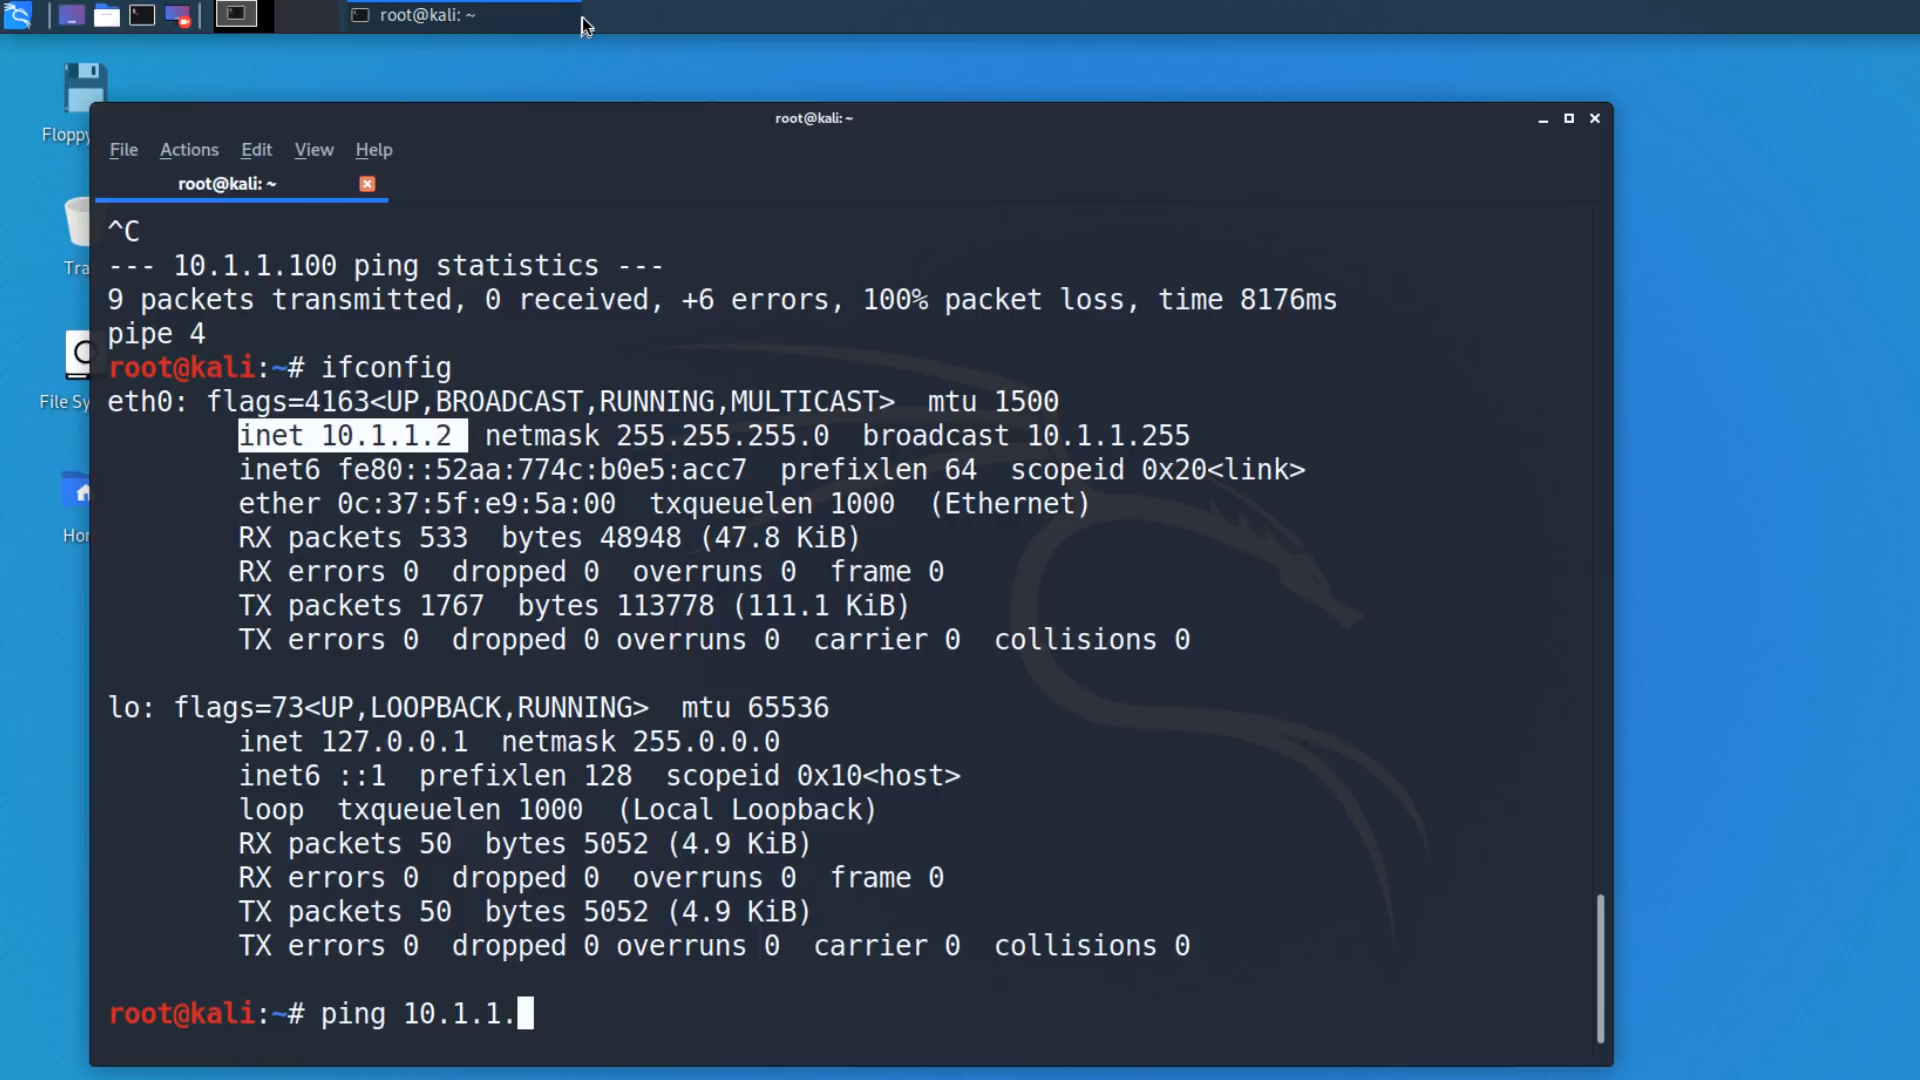 root@kali: ~
root@kali: ~
File Actions Edit View Help
root@kali: ~
^C
--- 10.1.1.100 ping statistics ---
9 packets transmitted, 0 received, +6 errors, 100% packet loss, time 8176ms
pipe 4
root@kali:~# ifconfig
eth0: flags=4163<UP,BROADCAST,RUNNING,MULTICAST>  mtu 1500
        inet 10.1.1.2  netmask 255.255.255.0  broadcast 10.1.1.255
        inet6 fe80::52aa:774c:b0e5:acc7  prefixlen 64  scopeid 0x20<link>
        ether 0c:37:5f:e9:5a:00  txqueuelen 1000  (Ethernet)
        RX packets 533  bytes 48948 (47.8 KiB)
        RX errors 0  dropped 0  overruns 0  frame 0
        TX packets 1767  bytes 113778 (111.1 KiB)
        TX errors 0  dropped 0 overruns 0  carrier 0  collisions 0
lo: flags=73<UP,LOOPBACK,RUNNING>  mtu 65536
        inet 127.0.0.1  netmask 255.0.0.0
        inet6 ::1  prefixlen 128  scopeid 0x10<host>
        loop  txqueuelen 1000  (Local Loopback)
        RX packets 50  bytes 5052 (4.9 KiB)
        RX errors 0  dropped 0  overruns 0  frame 0
        TX packets 50  bytes 5052 (4.9 KiB)
        TX errors 0  dropped 0 overruns 0  carrier 0  collisions 0
root@kali:~# ping 10.1.1.
Floppy
Tra
File Sy
Hor